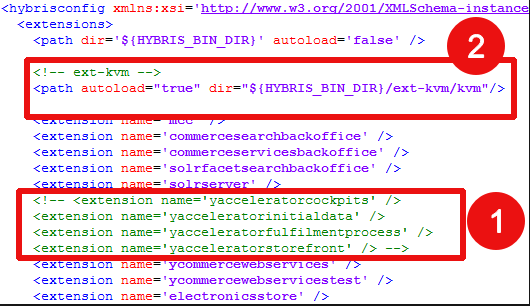 <hybrisconfig xmlns:xsi='http://www.w3.org/2001/XMLSchema-instance
<extensions>
<path dir='${HYBRIS_BIN_DIR}' autoload='false' />
2
<!-- ext-kvm -->
<path autoload="true" dir="${HYBRIS_BIN_DIR}/ext-kvm/kvm"/>
<extension name='mcc' />
<extension name='commercesearchbackoffice' />
<extension name='commerceservicesbackoffice' />
<extension name='solrfacetsearchbackoffice' />
<extension name='solrserver' />
<!-- <extension name='yacceleratorcockpits' />
<extension name='yacceleratorinitialdata' />
<extension name='yacceleratorfulfilmentprocess' />
<extension name='yacceleratorstorefront' /> -->
1
<extension name='ycommercewebservices' />
<extension name='ycommercewebservicestest' />
<extension name='electronicsstore' />